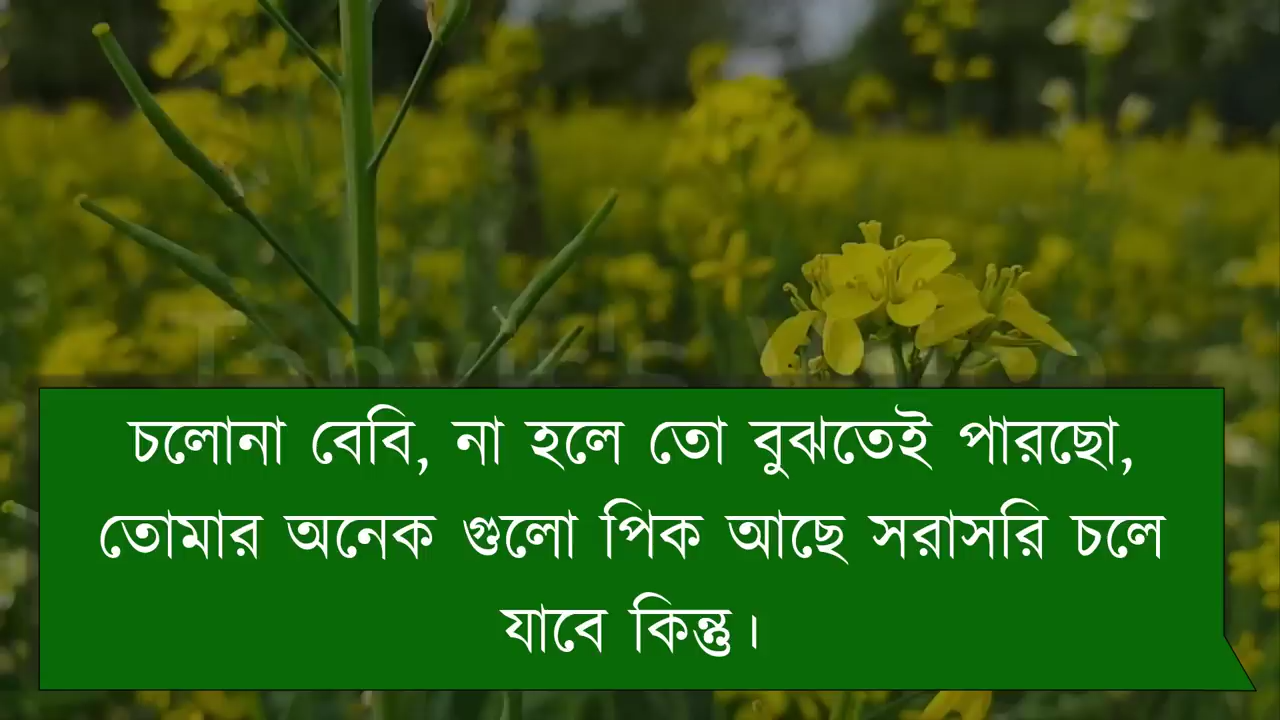 চলোনা বেবি, না হলে তো বুঝতেই পারছো,
তোমার অনেক গুলো পিক আছে সরাসরি চলে
যাবে কিন্তু।